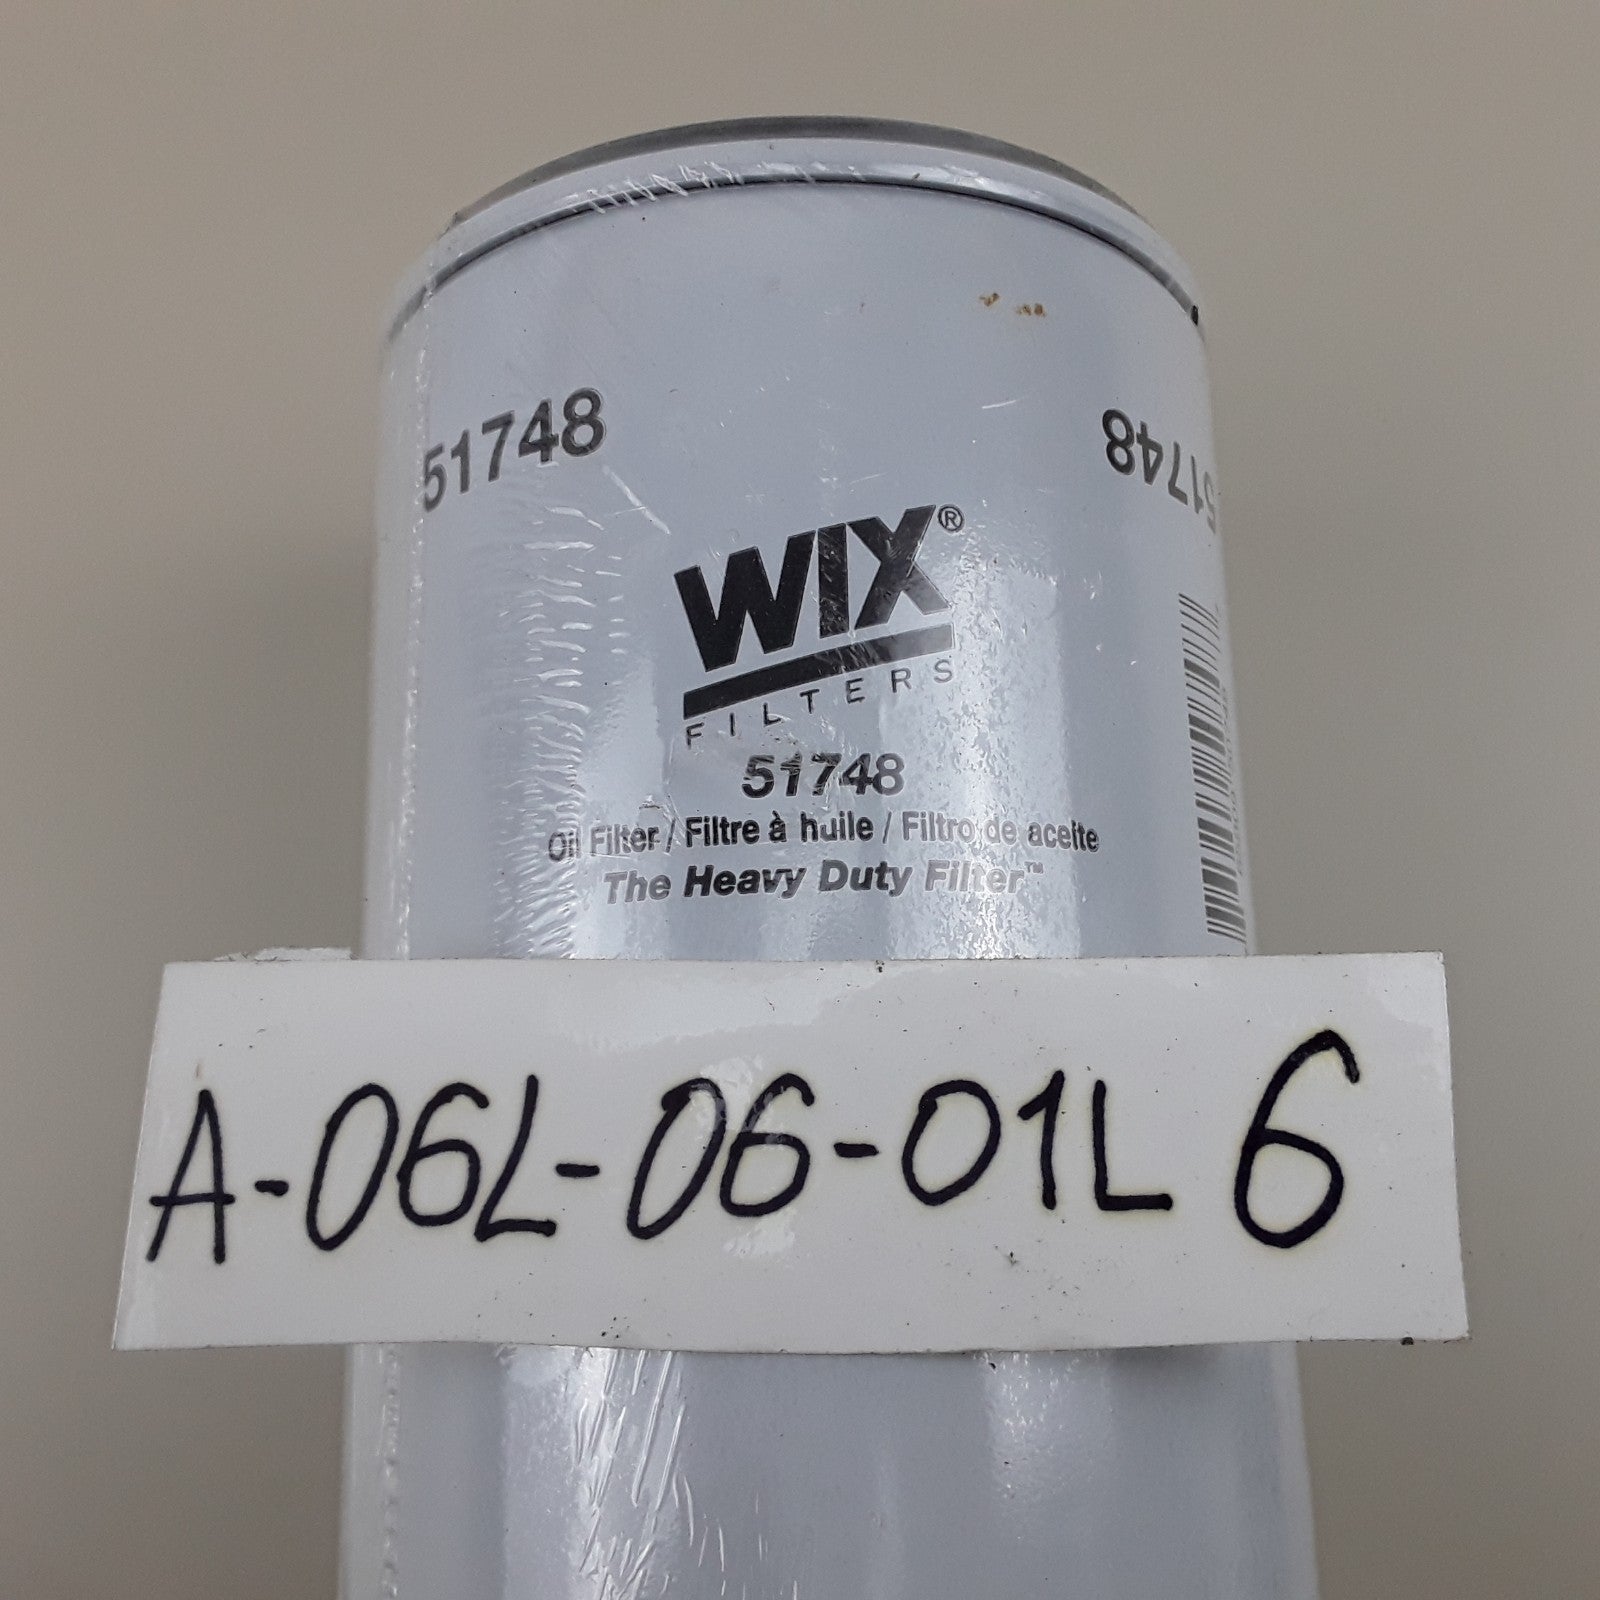 51748
51748
WIX®
FILTERS
51748
Oil Filter / Filtre à huile / Filtro de aceite
The Heavy Duty Filter™
A-06L-06-01L 6